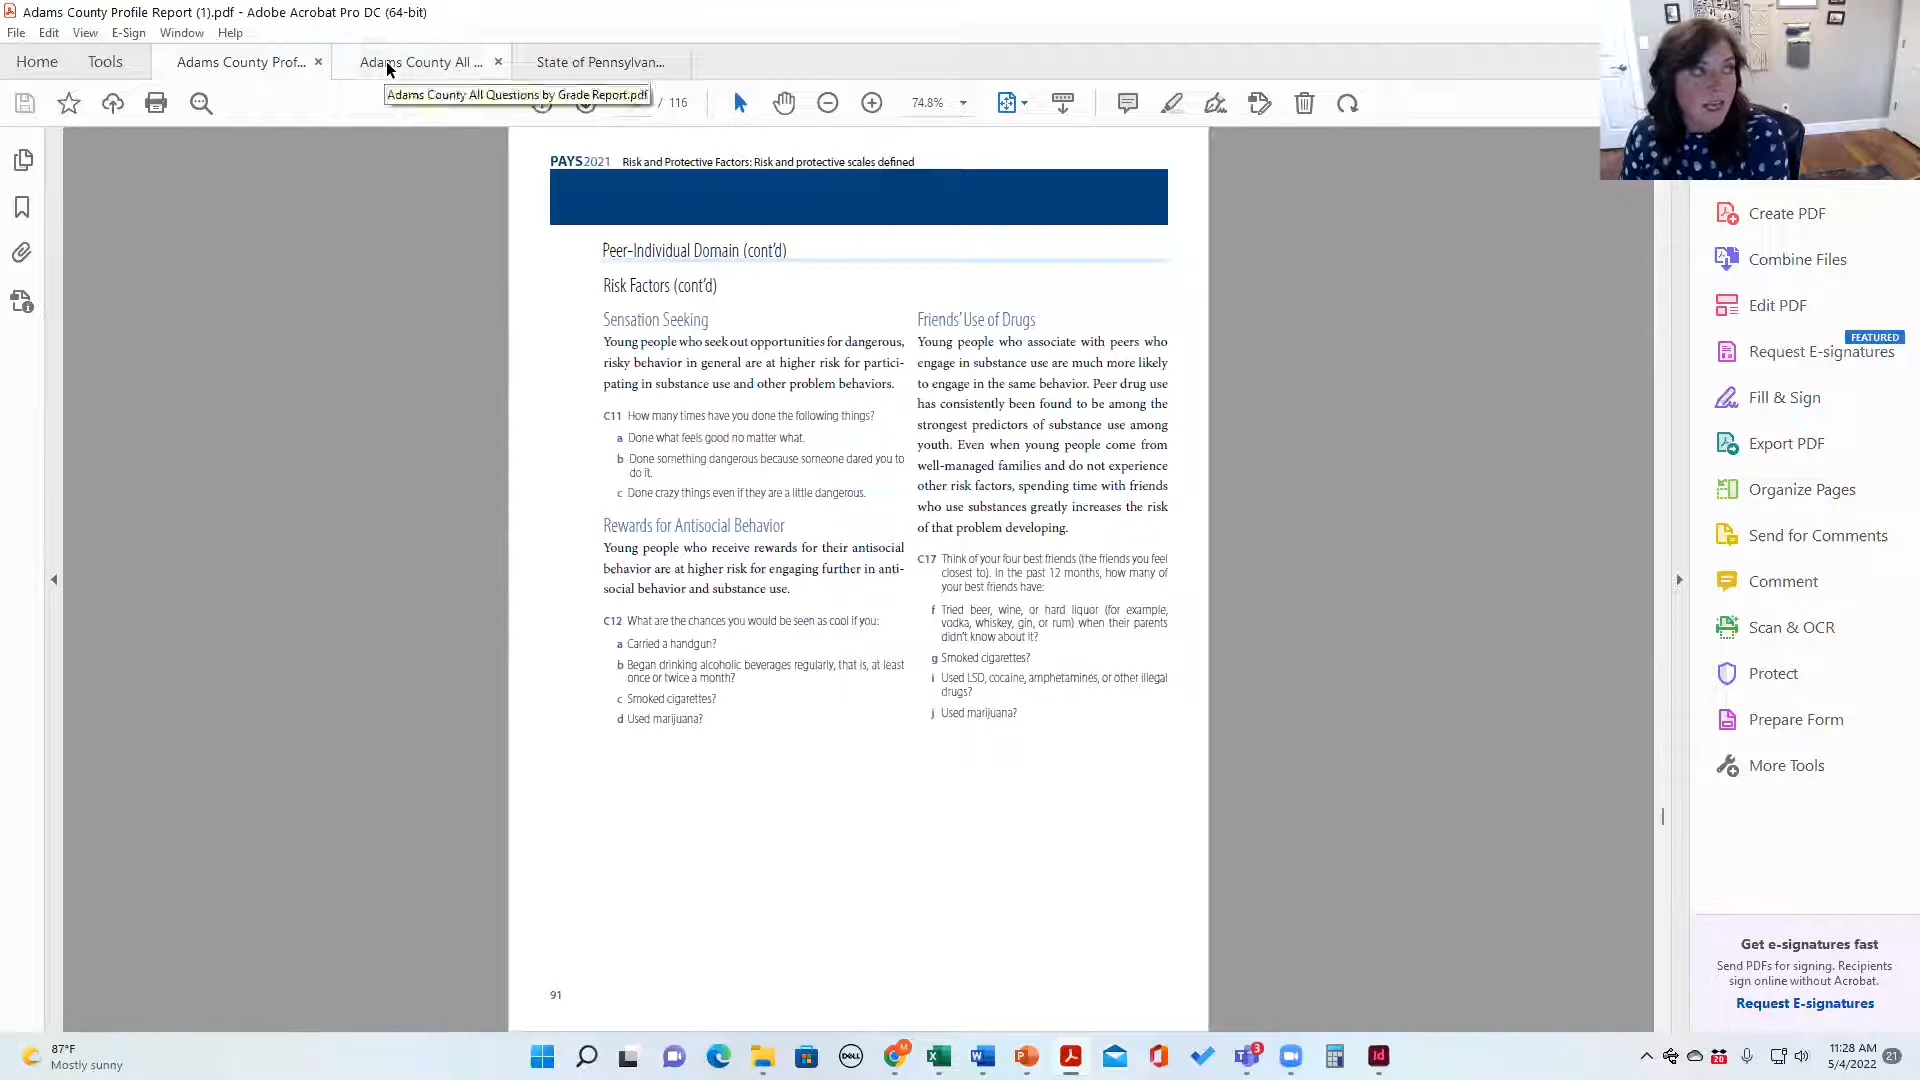 Adams County Profile Report (1).pdf - Adobe Acrobat Pro DC (64-bit)
File Edit View E-Sign Window Help
Home Tools Adams County Prof... × Adams County All ... × State of Pennsylvan...
Adams County All Questions by Grade Report.pdf
/ 116
74.8%
PAYS2021 Risk and Protective Factors: Risk and protective scales defined
Peer-Individual Domain (cont'd)
Risk Factors (cont'd)
Sensation Seeking
Young people who seek out opportunities for dangerous,
risky behavior in general are at higher risk for partici-
pating in substance use and other problem behaviors.
C11 How many times have you done the following things?
a Done what feels good no matter what.
b Done something dangerous because someone dared you to
do it.
c Done crazy things even if they are a little dangerous.
Rewards for Antisocial Behavior
Young people who receive rewards for their antisocial
behavior are at higher risk for engaging further in anti-
social behavior and substance use.
C12 What are the chances you would be seen as cool if you:
a Carried a handgun?
b Began drinking alcoholic beverages regularly, that is, at least
once or twice a month?
c Smoked cigarettes?
d Used marijuana?
Friends' Use of Drugs
Young people who associate with peers who
engage in substance use are much more likely
to engage in the same behavior. Peer drug use
has consistently been found to be among the
strongest predictors of substance use among
youth. Even when young people come from
well-managed families and do not experience
other risk factors, spending time with friends
who use substances greatly increases the risk
of that problem developing.
C17 Think of your four best friends (the friends you feel
closest to). In the past 12 months, how many of
your best friends have:
f Tried beer, wine, or hard liquor (for example,
vodka, whiskey, gin, or rum) when their parents
didn't know about it?
g Smoked cigarettes?
i Used LSD, cocaine, amphetamines, or other illegal
drugs?
j Used marijuana?
91
Create PDF
Combine Files
Edit PDF
FEATURED
Request E-signatures
Fill & Sign
Export PDF
Organize Pages
Send for Comments
Comment
Scan & OCR
Protect
Prepare Form
More Tools
Get e-signatures fast
Send PDFs for signing. Recipients
sign online without Acrobat.
Request E-signatures
87°F
Mostly sunny
DELL
M
3
Id
20
11:28 AM
5/4/2022
21